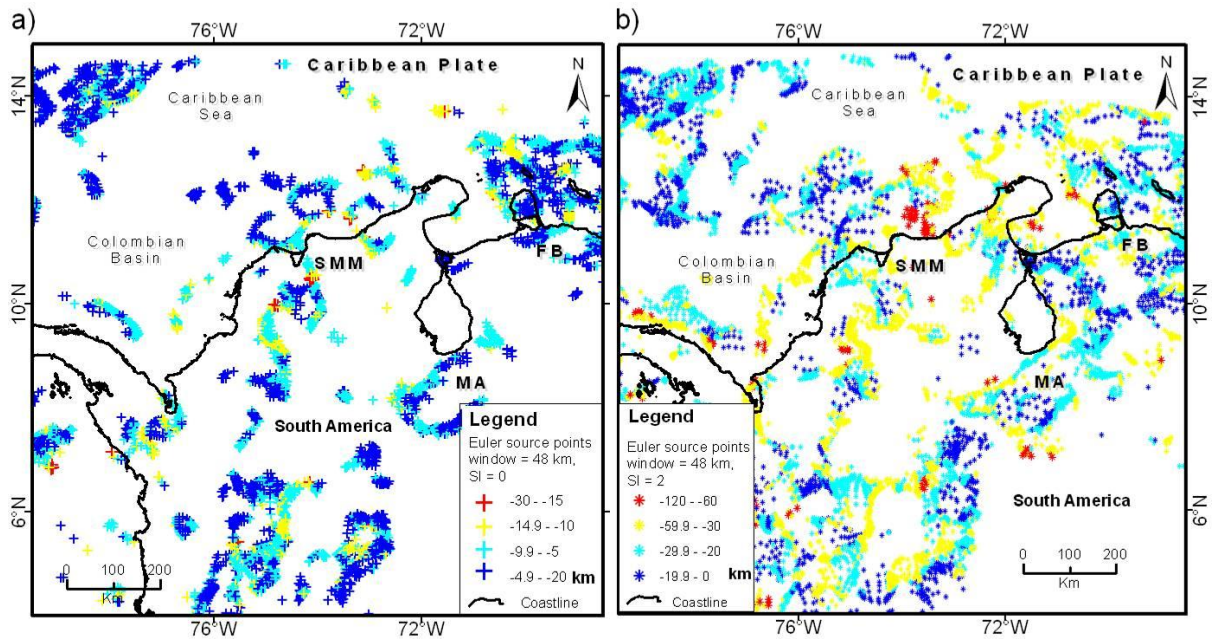 a)
76°W
72°W
Caribbean Plate
N
14°N
Caribbean
Sea
Colombian
Basin
SMM
FB
10°N
MA
South America
6°N
Legend
Euler source points
window = 48 km,
SI = 0
-30 - -15
-14.9 - -10
-9.9 - -5
-4.9 - -20 km
Coastline
0 100 200
Km
76°W
72°W
b)
76°W
72°W
Caribbean Plate
N
14°N
Caribbean
Sea
Colombian
Basin
SMM
FB
10°N
MA
Legend
Euler source points
window = 48 km,
SI = 2
-120 - -60
-59.9 - -30
-29.9 - -20
-19.9 - 0 km
Coastline
South America
6°N
0 100 200
Km
76°W
72°W